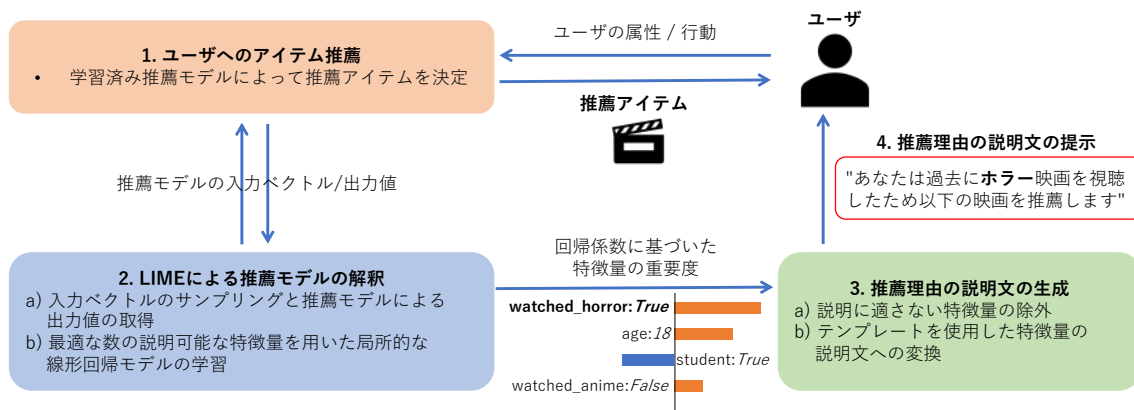 1. ユーザへのアイテム推薦
• 学習済み推薦モデルによって推薦アイテムを決定
ユーザの属性 / 行動
推薦アイテム
ユーザ
推薦モデルの入力ベクトル/出力値
4. 推薦理由の説明文の提示
"あなたは過去にホラー映画を視聴
したため以下の映画を推薦します"
2. LIMEによる推薦モデルの解釈
a) 入力ベクトルのサンプリングと推薦モデルによる
出力値の取得
b) 最適な数の説明可能な特徴量を用いた局所的な
線形回帰モデルの学習
回帰係数に基づいた
特徴量の重要度
watched_horror:True
age:18
student:True
watched_anime:False
3. 推薦理由の説明文の生成
a) 説明に適さない特徴量の除外
b) テンプレートを使用した特徴量の
説明文への変換